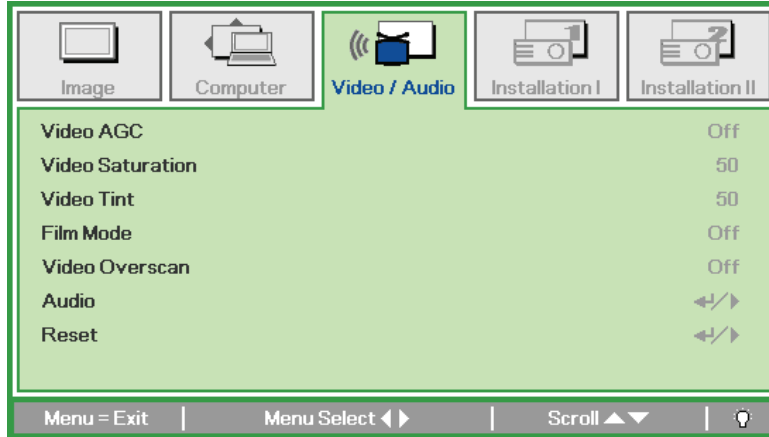 Image Computer Video / Audio Installation I Installation II
Video AGC Off
Video Saturation 50
Video Tint 50
Film Mode Off
Video Overscan Off
Audio
Reset
Menu = Exit Menu Select Scroll